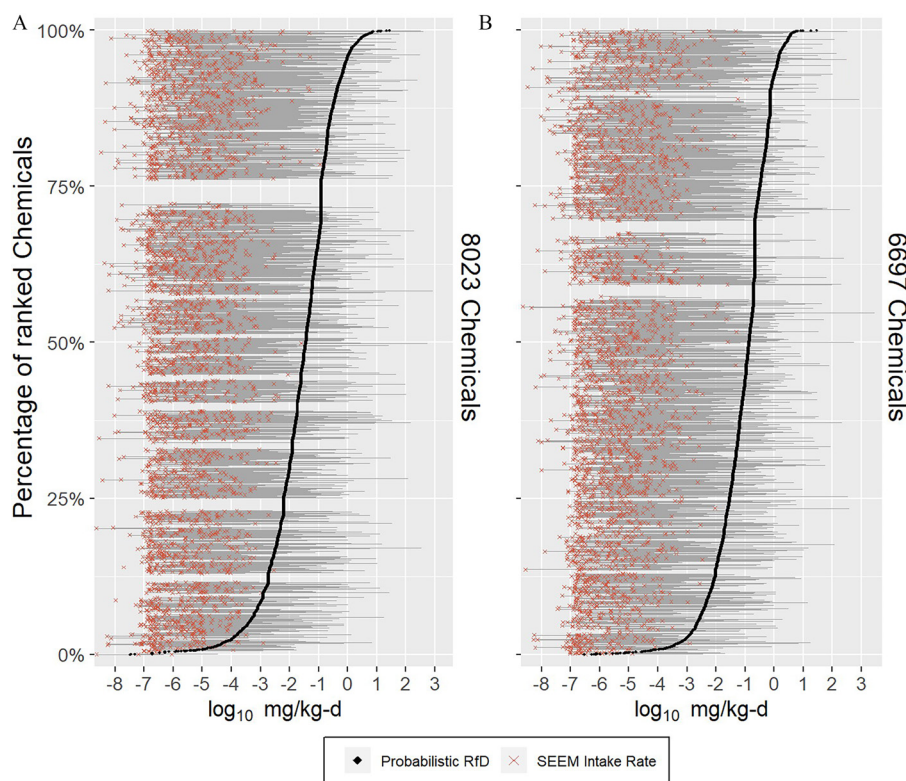 A
B
Percentage of ranked Chemicals
100%
75%
50%
25%
0%
8023 Chemicals
6697 Chemicals
-8 -7 -6 -5 -4 -3 -2 -1 0 1 2 3
-8 -7 -6 -5 -4 -3 -2 -1 0 1 2 3
log10 mg/kg-d
log10 mg/kg-d
Probabilistic RfD
SEEM Intake Rate